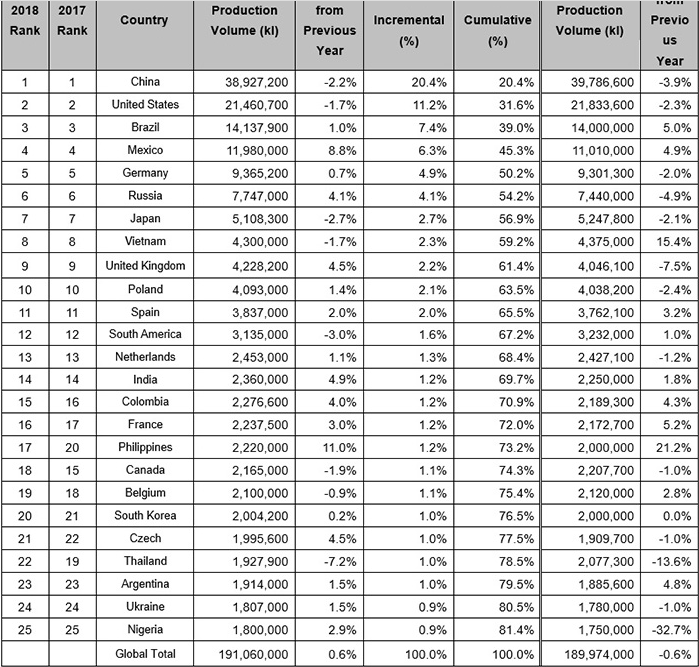 2018 Rank | 2017 Rank | Country | Production Volume (kl) | from Previous Year | Incremental (%) | Cumulative (%) | Production Volume (kl) | from Previo us Year
1 | 1 | China | 38,927,200 | -2.2% | 20.4% | 20.4% | 39,786,600 | -3.9%
2 | 2 | United States | 21,460,700 | -1.7% | 11.2% | 31.6% | 21,833,600 | -2.3%
3 | 3 | Brazil | 14,137,900 | 1.0% | 7.4% | 39.0% | 14,000,000 | 5.0%
4 | 4 | Mexico | 11,980,000 | 8.8% | 6.3% | 45.3% | 11,010,000 | 4.9%
5 | 5 | Germany | 9,365,200 | 0.7% | 4.9% | 50.2% | 9,301,300 | -2.0%
6 | 6 | Russia | 7,747,000 | 4.1% | 4.1% | 54.2% | 7,440,000 | -4.9%
7 | 7 | Japan | 5,108,300 | -2.7% | 2.7% | 56.9% | 5,247,800 | -2.1%
8 | 8 | Vietnam | 4,300,000 | -1.7% | 2.3% | 59.2% | 4,375,000 | 15.4%
9 | 9 | United Kingdom | 4,228,200 | 4.5% | 2.2% | 61.4% | 4,046,100 | -7.5%
10 | 10 | Poland | 4,093,000 | 1.4% | 2.1% | 63.5% | 4,038,200 | -2.4%
11 | 11 | Spain | 3,837,000 | 2.0% | 2.0% | 65.5% | 3,762,100 | 3.2%
12 | 12 | South America | 3,135,000 | -3.0% | 1.6% | 67.2% | 3,232,000 | 1.0%
13 | 13 | Netherlands | 2,453,000 | 1.1% | 1.3% | 68.4% | 2,427,100 | -1.2%
14 | 14 | India | 2,360,000 | 4.9% | 1.2% | 69.7% | 2,250,000 | 1.8%
15 | 16 | Colombia | 2,276,600 | 4.0% | 1.2% | 70.9% | 2,189,300 | 4.3%
16 | 17 | France | 2,237,500 | 3.0% | 1.2% | 72.0% | 2,172,700 | 5.2%
17 | 20 | Philippines | 2,220,000 | 11.0% | 1.2% | 73.2% | 2,000,000 | 21.2%
18 | 15 | Canada | 2,165,000 | -1.9% | 1.1% | 74.3% | 2,207,700 | -1.0%
19 | 18 | Belgium | 2,100,000 | -0.9% | 1.1% | 75.4% | 2,120,000 | 2.8%
20 | 21 | South Korea | 2,004,200 | 0.2% | 1.0% | 76.5% | 2,000,000 | 0.0%
21 | 22 | Czech | 1,995,600 | 4.5% | 1.0% | 77.5% | 1,909,700 | -1.0%
22 | 19 | Thailand | 1,927,900 | -7.2% | 1.0% | 78.5% | 2,077,300 | -13.6%
23 | 23 | Argentina | 1,914,000 | 1.5% | 1.0% | 79.5% | 1,885,600 | 4.8%
24 | 24 | Ukraine | 1,807,000 | 1.5% | 0.9% | 80.5% | 1,780,000 | -1.0%
25 | 25 | Nigeria | 1,800,000 | 2.9% | 0.9% | 81.4% | 1,750,000 | -32.7%
Global Total | 191,060,000 | 0.6% | 100.0% | 100.0% | 189,974,000 | -0.6%